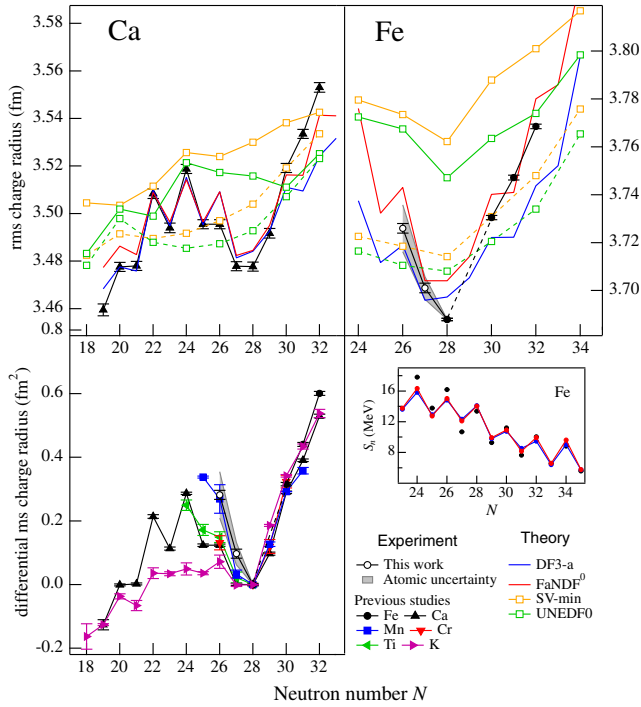 Ca
Fe
rms charge radius (fm)
3.58
3.56
3.54
3.52
3.50
3.48
3.46
0.8
18 20 22 24 26 28 30 32
24 26 28 30 32 34
3.80
3.78
3.76
3.74
3.72
3.70
differential ms charge radius (fm²)
0.6
0.4
0.2
0.0
-0.2
18 20 22 24 26 28 30 32
Neutron number N
Fe
Sₙ (MeV)
16
12
8
24 26 28 30 32 34
N
Experiment
This work
Atomic uncertainty
Previous studies
Fe Ca
Mn Cr
Ti K
Theory
DF3-a
FaNDF⁰
SV-min
UNEDF0